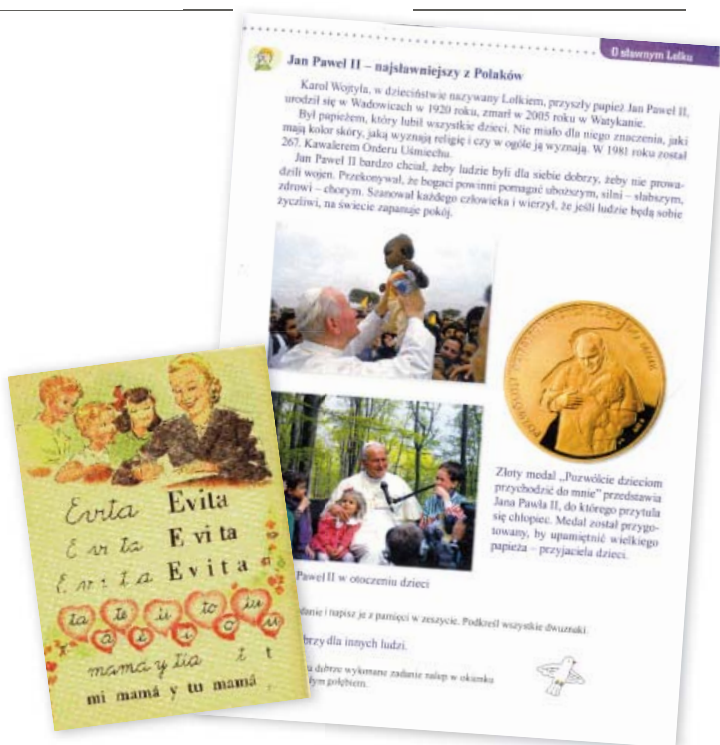 O sławnym Lolku
Jan Paweł II – najsławniejszy z Polaków
Karol Wojtyła, w dzieciństwie nazywany Lolkiem, przyszły papież Jan Paweł II,
urodził się w Wadowicach w 1920 roku, zmarł w 2005 roku w Watykanie.
Był papieżem, który lubił wszystkie dzieci. Nie miało dla niego znaczenia, jaki
mają kolor skóry, jaką wyznają religię i czy w ogóle ją wyznają. W 1981 roku został
267. Kawalerem Orderu Uśmiechu.
Jan Paweł II bardzo chciał, żeby ludzie byli dla siebie dobrzy, żeby nie prowa-
dzili wojen. Przekonywał, że bogaci powinni pomagać uboższym, silni – słabszym,
zdrowi – chorym. Szanował każdego człowieka i wierzył, że jeśli ludzie będą sobie
życzliwi, na świecie zapanuje pokój.
Złoty medal „Pozwólcie dzieciom
przychodzić do mnie” przedstawia
Jana Pawła II, do którego przytula
się chłopiec. Medal został przygo-
towany, by upamiętnić wielkiego
papieża – przyjaciela dzieci.
Paweł II w otoczeniu dzieci
danie i napisz je z pamięci w zeszycie. Podkreśl wszystkie dwuznaki.
brzy dla innych ludzi.
dobrze wykonane zadanie nalep w okienku
łym gołębiem.
Evita Evita
E vi ta E vi ta
E v i t a E v i t a
ta te ti to tu
a e i o u
mama y tía t t
mi mamá y tu mamá